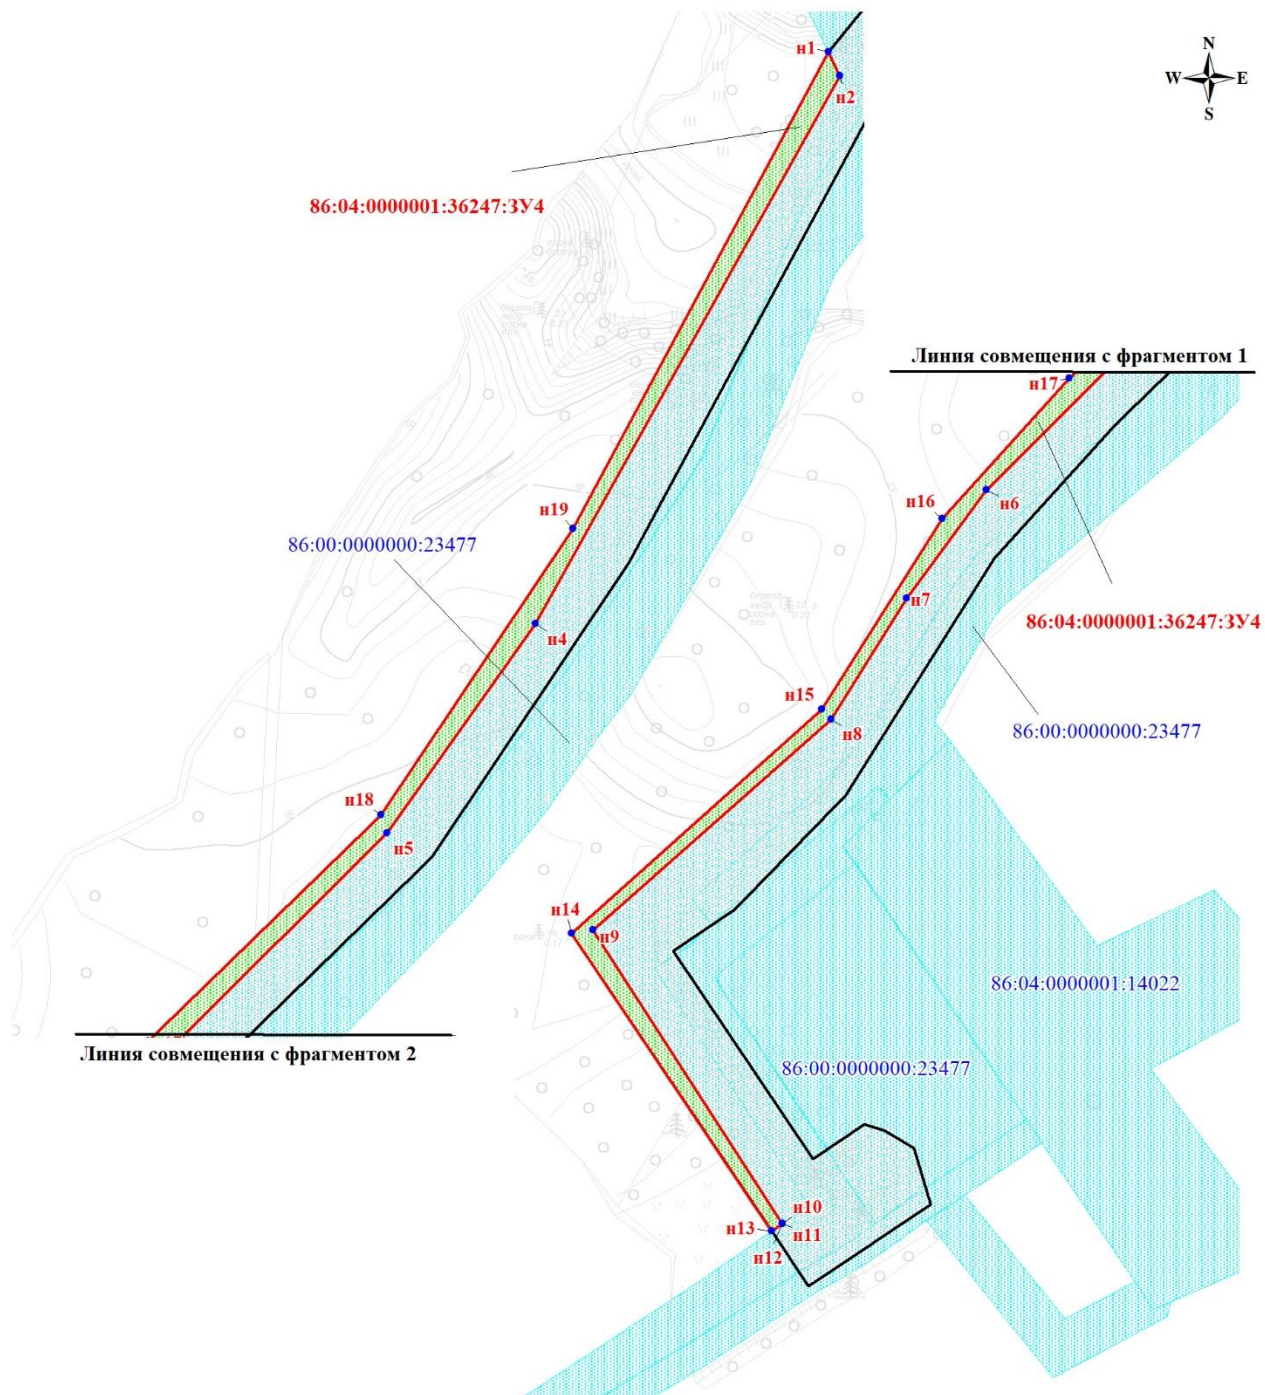 н1
н2
N
W
E
S
86:04:0000001:36247:ЗУ4
Линия совмещения с фрагментом 1
н17
н6
н16
н19
86:00:0000000:23477
н7
86:04:0000001:36247:ЗУ4
н4
н15
н8
86:00:0000000:23477
н18
н5
н14
н9
86:04:0000001:14022
Линия совмещения с фрагментом 2
86:00:0000000:23477
н10
н13
н11
н12